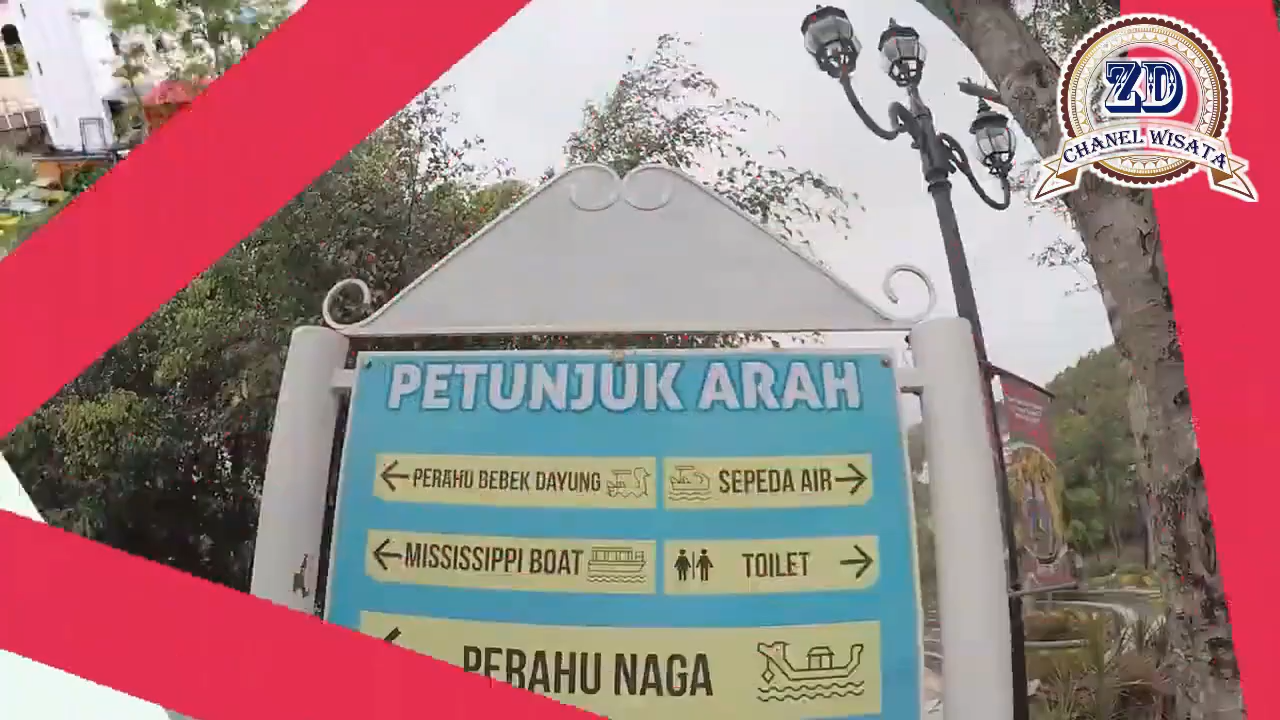 ZD
CHANEL WISATA
PETUNJUK ARAH
PERAHU BEBEK DAYUNG
SEPEDA AIR
MISSISSIPPI BOAT
TOILET
PERAHU NAGA